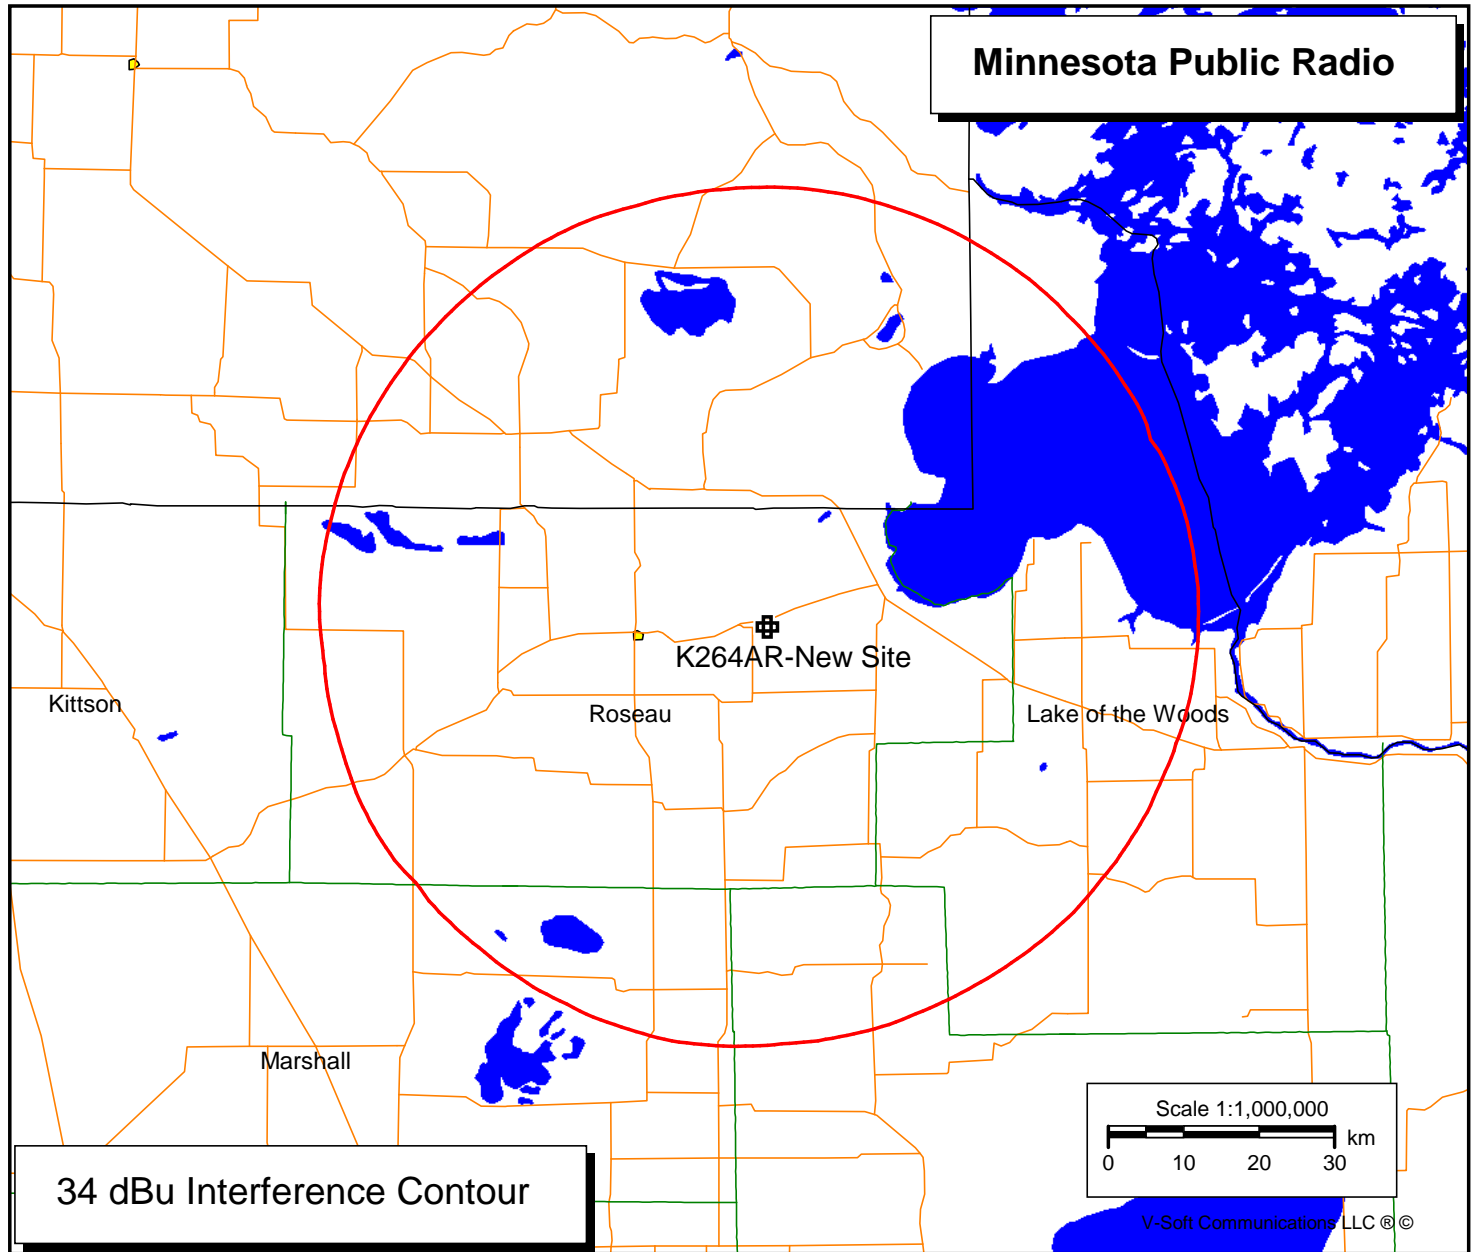 Minnesota Public Radio
K264AR-New Site
Kittson
Roseau
Lake of the Woods
Marshall
Scale 1:1,000,000
km
0 10 20 30
34 dBu Interference Contour
V-Soft Communications LLC ® ©